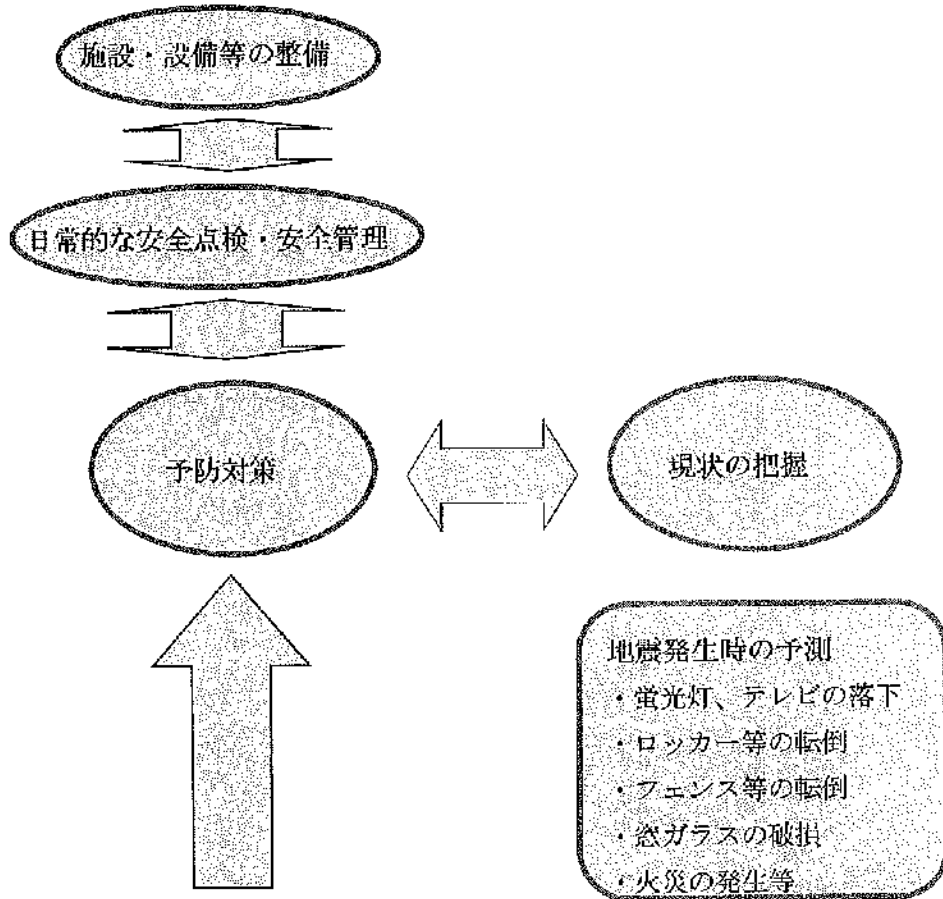 施設・設備等の整備
日常的な安全点検・安全管理
予防対策
現状の把握
地震発生時の予測
・蛍光灯、テレビの落下
・ロッカー等の転倒
・フェンス等の転倒
・窓ガラスの破損
・火災の発生等